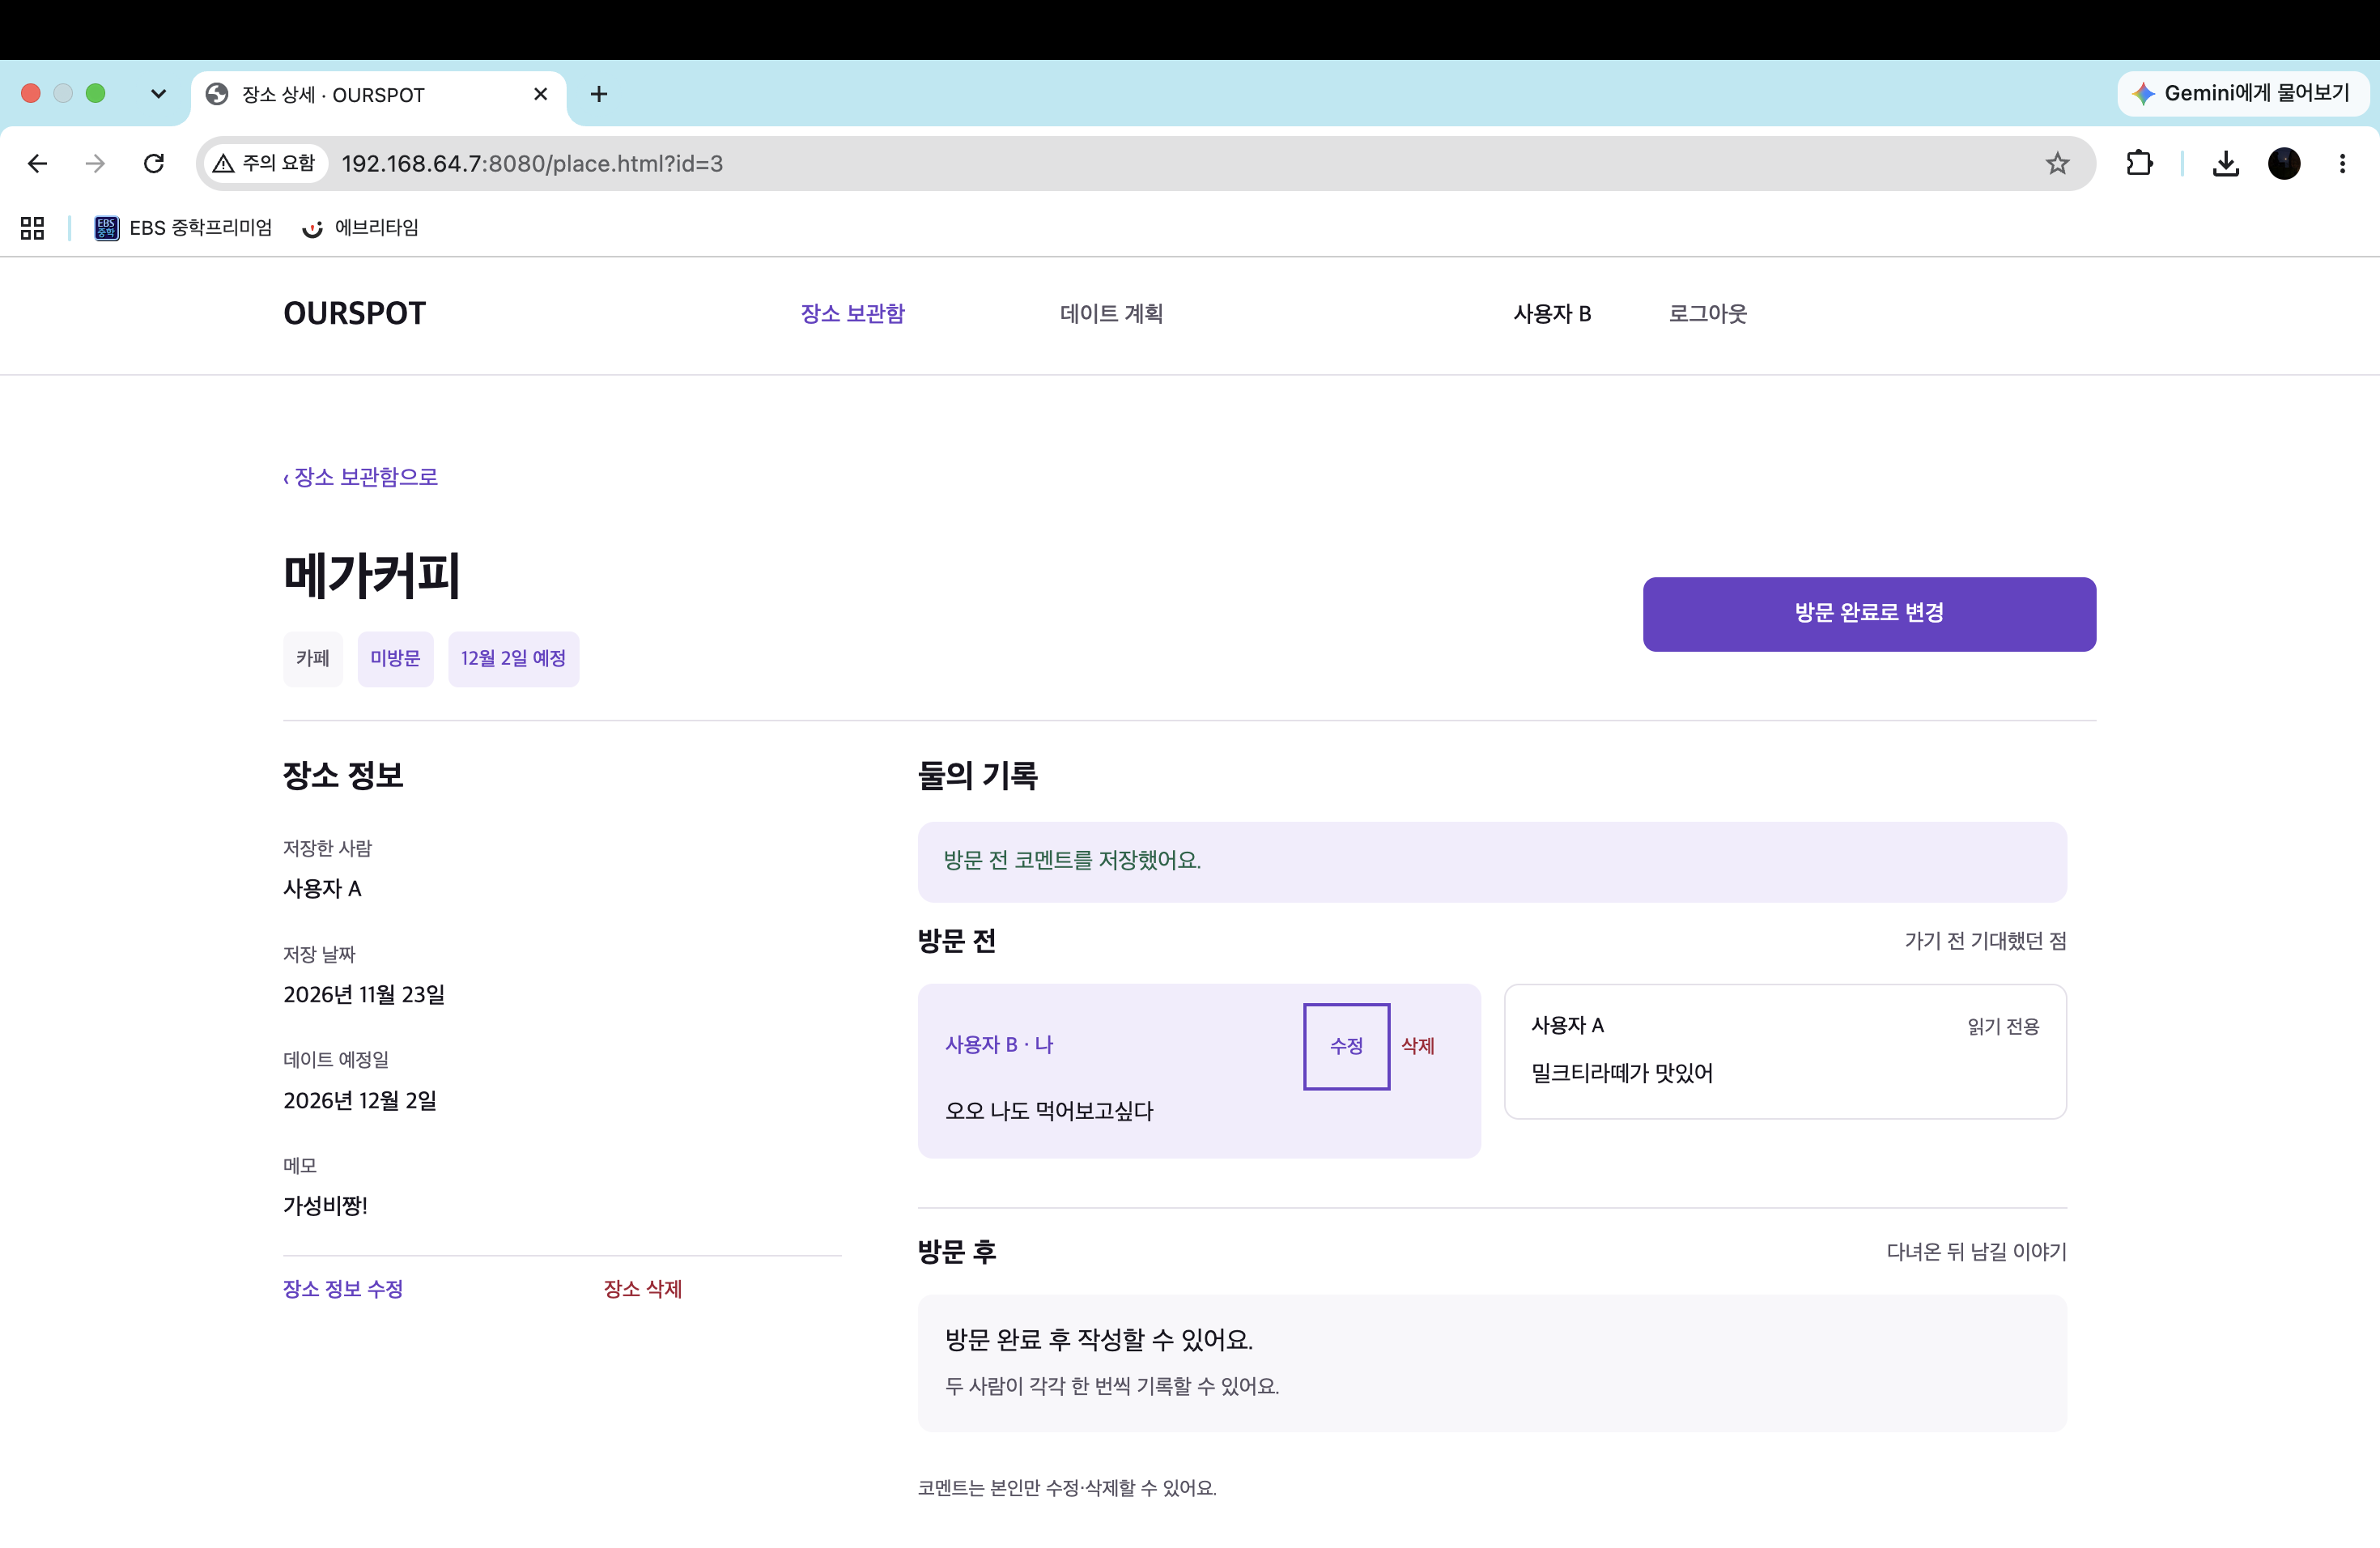 장소 상세 · OURSPOT
Gemini에게 물어보기
주의 요함
192.168.64.7:8080/place.html?id=3
EBS 중학
EBS 중학프리미엄
에브리타임
OURSPOT
장소 보관함
데이트 계획
사용자 B
로그아웃
‹ 장소 보관함으로
메가커피
방문 완료로 변경
카페
미방문
12월 2일 예정
장소 정보
저장한 사람
사용자 A
저장 날짜
2026년 11월 23일
데이트 예정일
2026년 12월 2일
메모
가성비짱!
장소 정보 수정
장소 삭제
둘의 기록
방문 전 코멘트를 저장했어요.
방문 전
가기 전 기대했던 점
사용자 B · 나
수정
삭제
오오 나도 먹어보고싶다
사용자 A
읽기 전용
밀크티라떼가 맛있어
방문 후
다녀온 뒤 남길 이야기
방문 완료 후 작성할 수 있어요.
두 사람이 각각 한 번씩 기록할 수 있어요.
코멘트는 본인만 수정·삭제할 수 있어요.